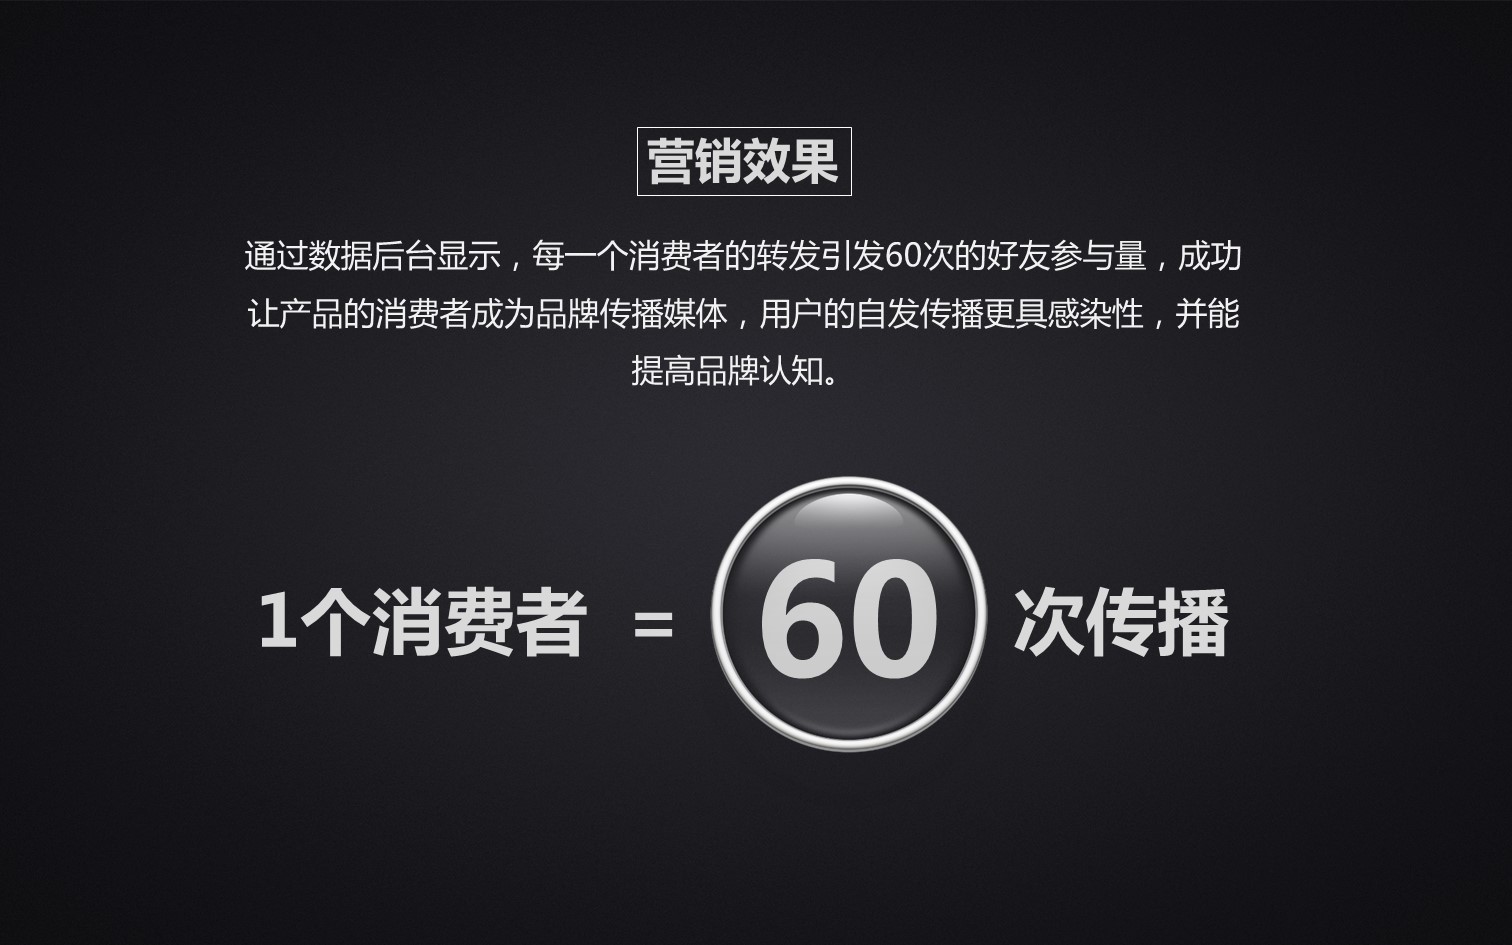 营销效果
通过数据后台显示，每一个消费者的转发引发60次的好友参与量，成功
让产品的消费者成为品牌传播媒体，用户的自发传播更具感染性，并能
提高品牌认知。
1个消费者 = 60 次传播